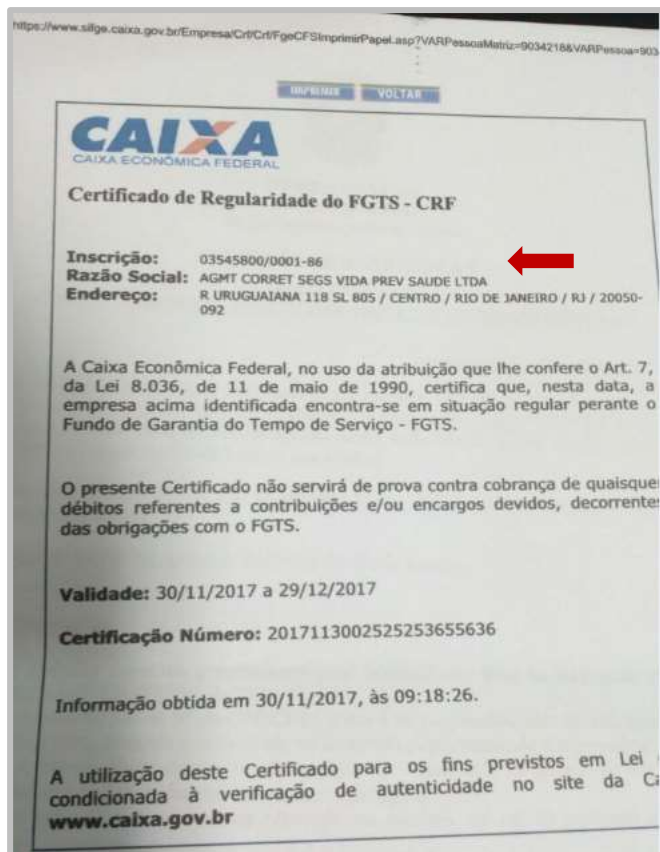 https://www.sifge.caixa.gov.br/Empresa/Crf/Crf/FgeCFSImprimirPapel.asp?VARPessoaMatriz=9034218&VARPessoa=903
IMPRIMIR VOLTAR
CAIXA
CAIXA ECONÔMICA FEDERAL
Certificado de Regularidade do FGTS - CRF
Inscrição: 03545800/0001-86
Razão Social: AGMT CORRET SEGS VIDA PREV SAUDE LTDA
Endereço: R URUGUAIANA 118 SL 805 / CENTRO / RIO DE JANEIRO / RJ / 20050-
092
A Caixa Econômica Federal, no uso da atribuição que lhe confere o Art. 7,
da Lei 8.036, de 11 de maio de 1990, certifica que, nesta data, a
empresa acima identificada encontra-se em situação regular perante o
Fundo de Garantia do Tempo de Serviço - FGTS.
O presente Certificado não servirá de prova contra cobrança de quaisque
débitos referentes a contribuições e/ou encargos devidos, decorrentes
das obrigações com o FGTS.
Validade: 30/11/2017 a 29/12/2017
Certificação Número: 2017113002525253655636
Informação obtida em 30/11/2017, às 09:18:26.
A utilização deste Certificado para os fins previstos em Lei
condicionada à verificação de autenticidade no site da Ca
www.caixa.gov.br